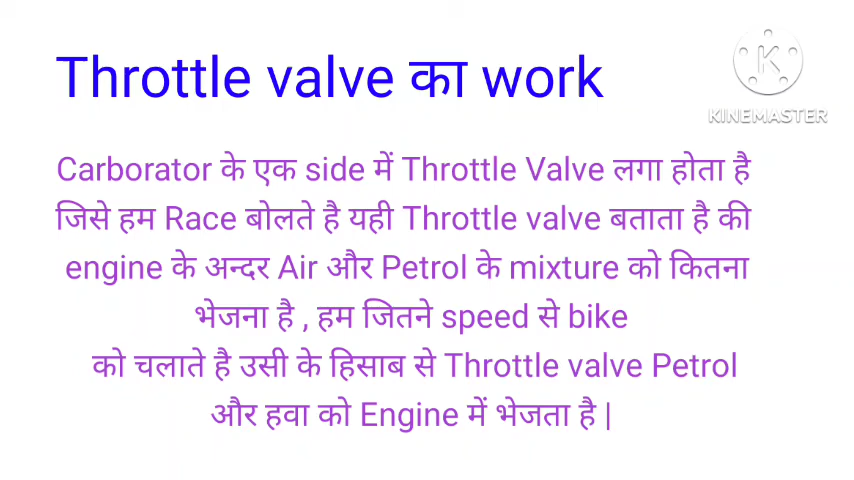 Throttle valve का work
KINEMASTER
Carborator के एक side में Throttle Valve लगा होता है
जिसे हम Race बोलते है यही Throttle valve बताता है की
engine के अन्दर Air और Petrol के mixture को कितना
भेजना है , हम जितने speed से bike
को चलाते है उसी के हिसाब से Throttle valve Petrol
और हवा को Engine में भेजता है |